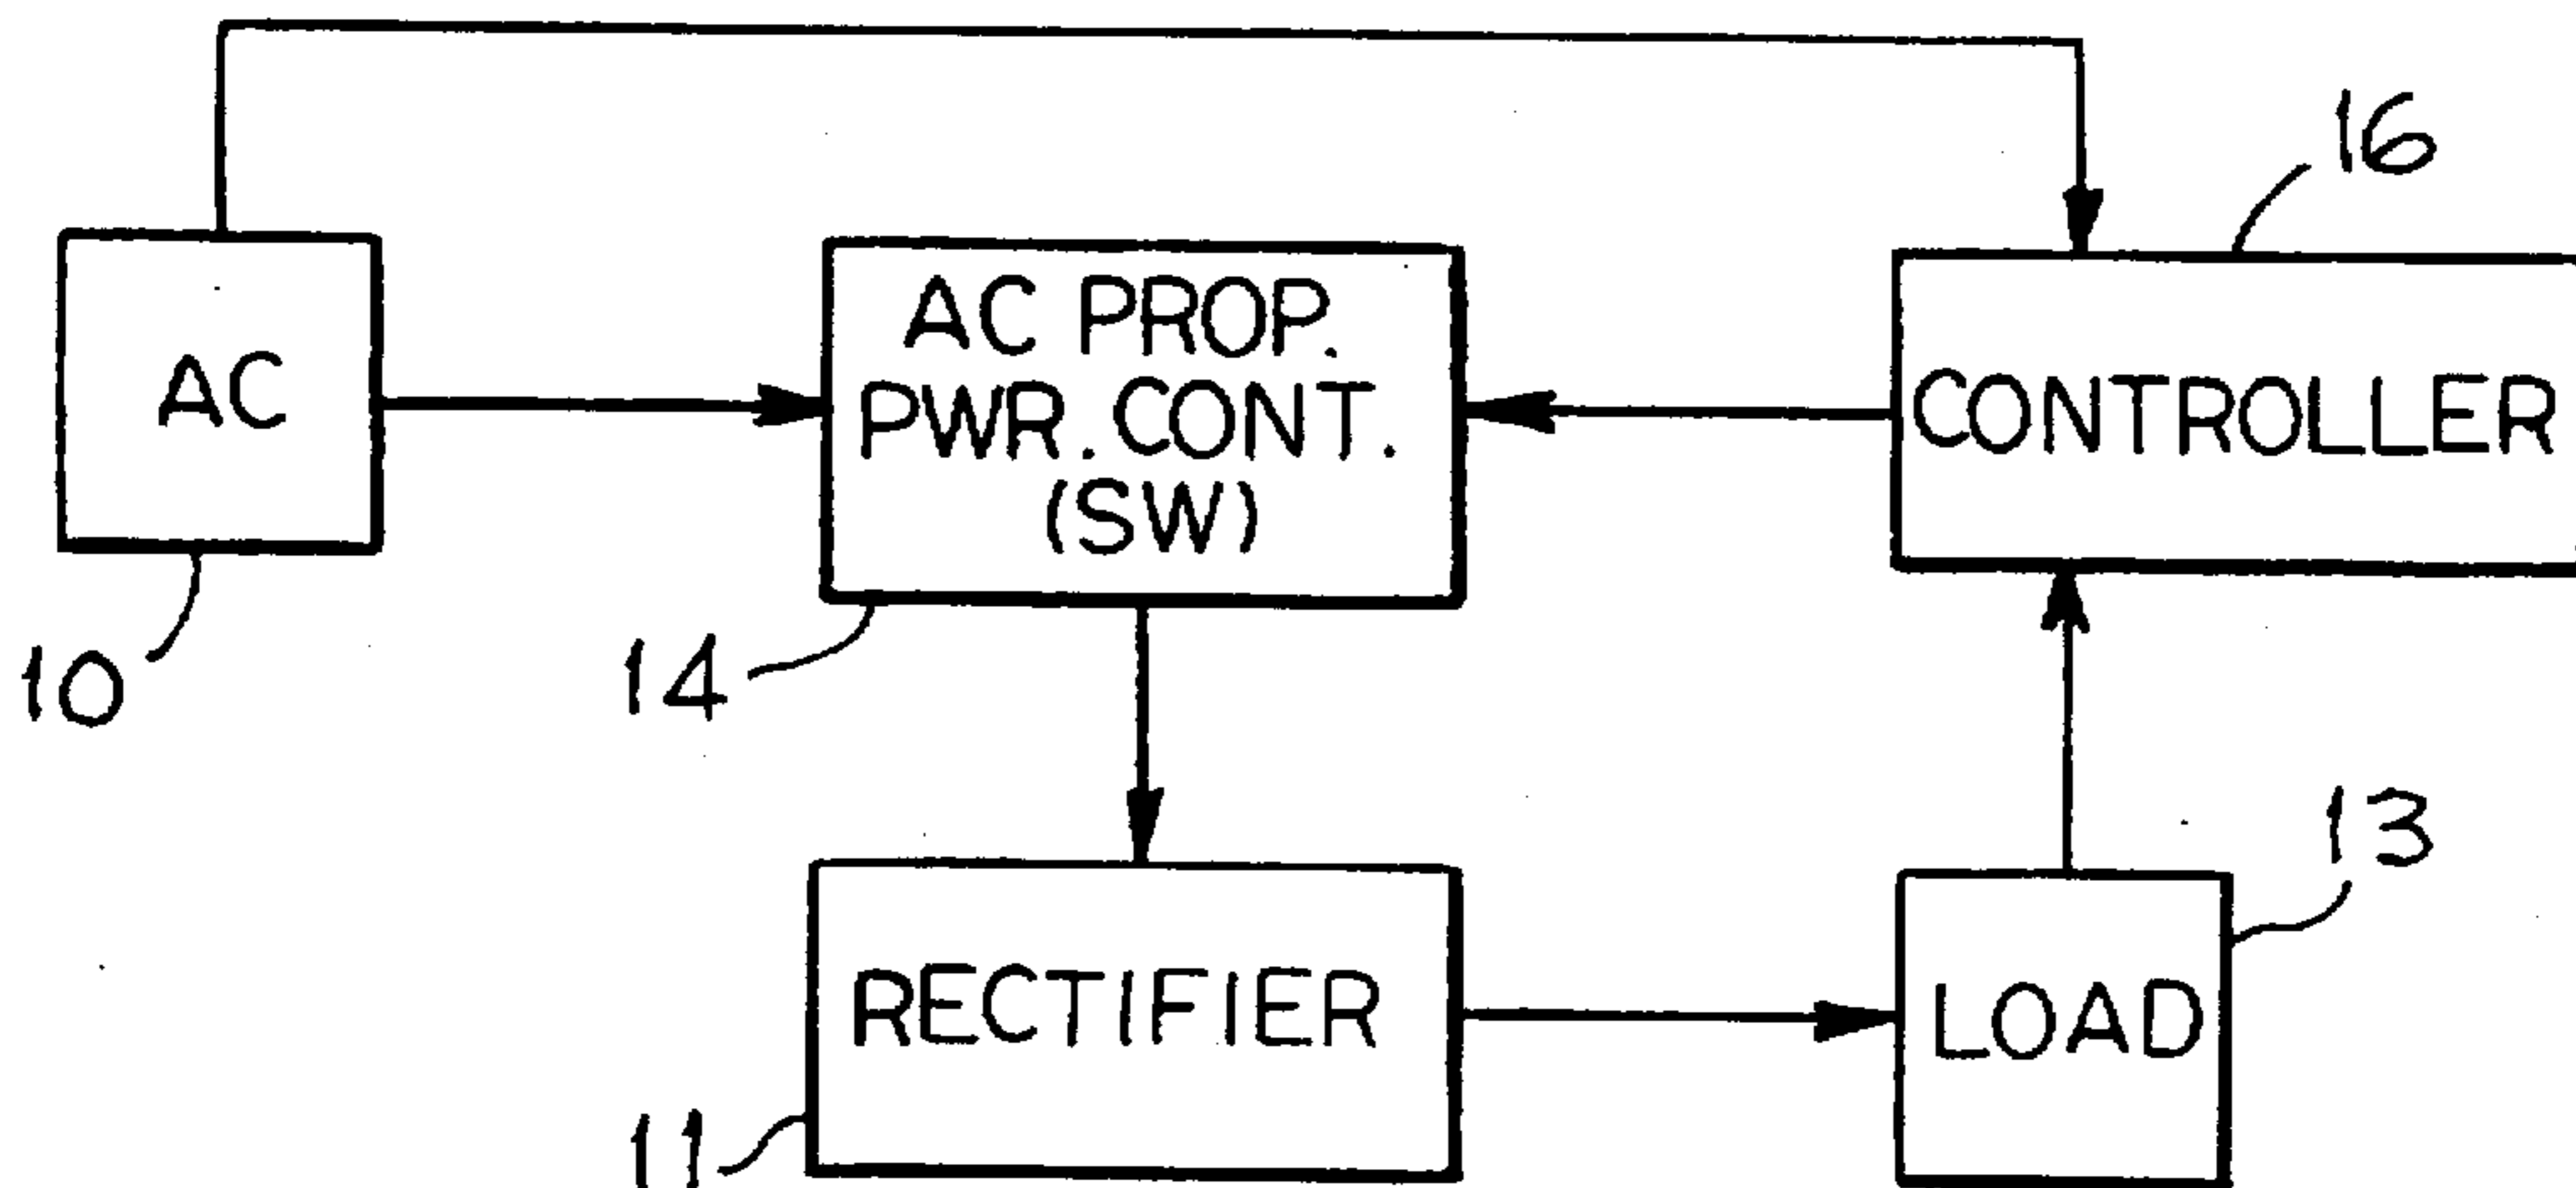 16
AC
AC PROP.
PWR. CONT.
(SW)
CONTROLLER
10
14
13
RECTIFIER
LOAD
11